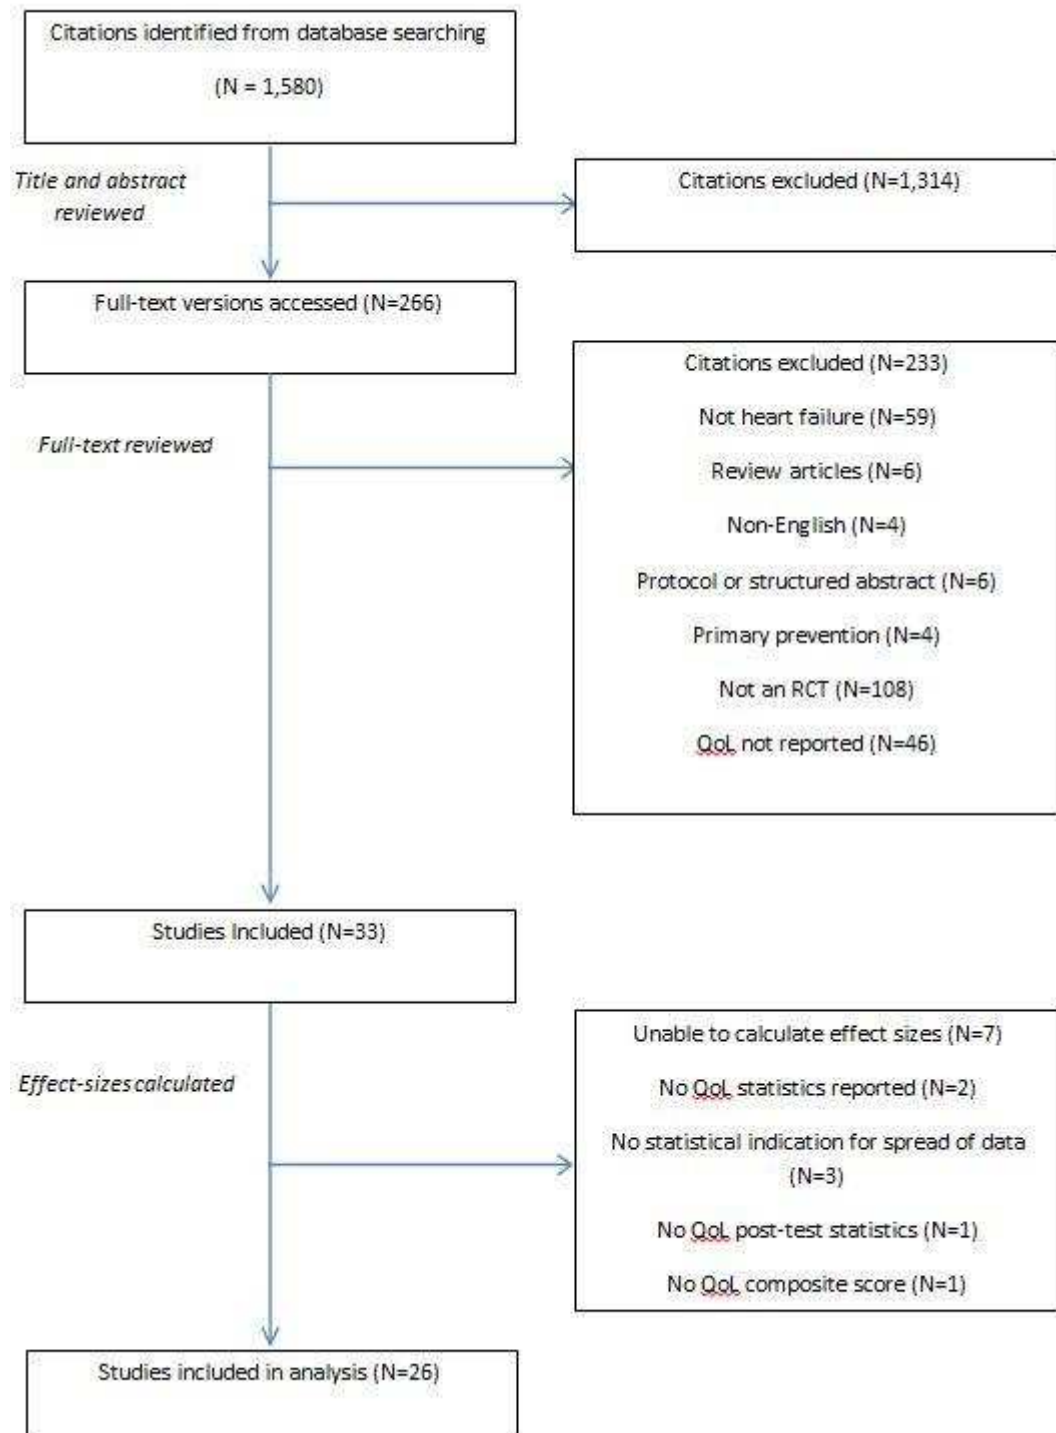 Citations identified from database searching
(N = 1,580)
Title and abstract
reviewed
Citations excluded (N=1,314)
Full-text versions accessed (N=266)
Full-text reviewed
Citations excluded (N=233)
Not heart failure (N=59)
Review articles (N=6)
Non-English (N=4)
Protocol or structured abstract (N=6)
Primary prevention (N=4)
Not an RCT (N=108)
QoL not reported (N=46)
Studies Included (N=33)
Effect-sizes calculated
Unable to calculate effect sizes (N=7)
No QoL statistics reported (N=2)
No statistical indication for spread of data
(N=3)
No QoL post-test statistics (N=1)
No QoL composite score (N=1)
Studies included in analysis (N=26)